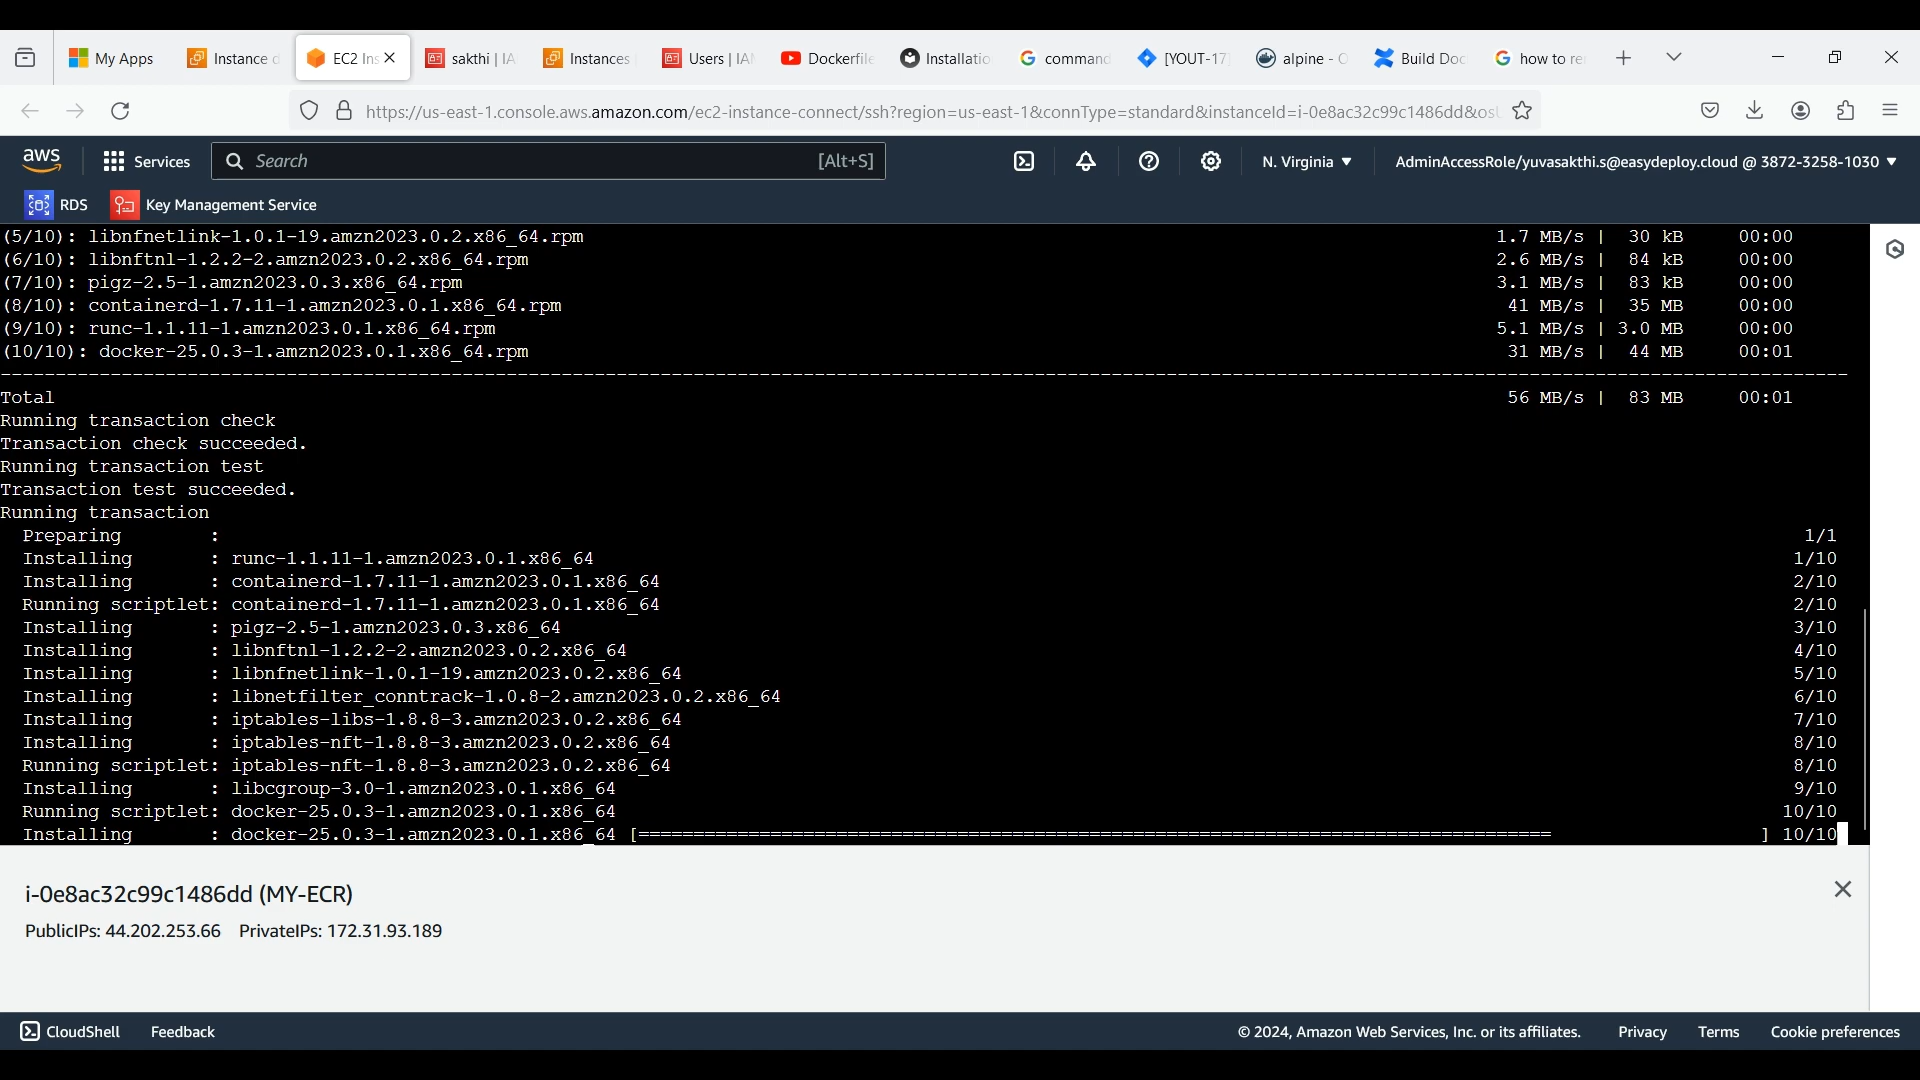 My Apps
Instance
EC2 Ins
sakthi | IA
Instances
Users | IAM
Dockerfile
Installatio
command
[YOUT-17]
alpine - O
Build Doc
how to re
https://us-east-1.console.aws.amazon.com/ec2-instance-connect/ssh?region=us-east-1&connType=standard&instanceId=i-0e8ac32c99c1486dd&osU
aws
Services
Search
[Alt+S]
N. Virginia
AdminAccessRole/yuvasakthi.s@easydeploy.cloud @ 3872-3258-1030
RDS
Key Management Service
(5/10): libnfnetlink-1.0.1-19.amzn2023.0.2.x86_64.rpm 1.7 MB/s | 30 kB 00:00
(6/10): libnftnl-1.2.2-2.amzn2023.0.2.x86_64.rpm 2.6 MB/s | 84 kB 00:00
(7/10): pigz-2.5-1.amzn2023.0.3.x86_64.rpm 3.1 MB/s | 83 kB 00:00
(8/10): containerd-1.7.11-1.amzn2023.0.1.x86_64.rpm 41 MB/s | 35 MB 00:00
(9/10): runc-1.1.11-1.amzn2023.0.1.x86_64.rpm 5.1 MB/s | 3.0 MB 00:00
(10/10): docker-25.0.3-1.amzn2023.0.1.x86_64.rpm 31 MB/s | 44 MB 00:01
Total 56 MB/s | 83 MB 00:01
Running transaction check
Transaction check succeeded.
Running transaction test
Transaction test succeeded.
Running transaction
Preparing : 1/1
Installing : runc-1.1.11-1.amzn2023.0.1.x86_64 1/10
Installing : containerd-1.7.11-1.amzn2023.0.1.x86_64 2/10
Running scriptlet: containerd-1.7.11-1.amzn2023.0.1.x86_64 2/10
Installing : pigz-2.5-1.amzn2023.0.3.x86_64 3/10
Installing : libnftnl-1.2.2-2.amzn2023.0.2.x86_64 4/10
Installing : libnfnetlink-1.0.1-19.amzn2023.0.2.x86_64 5/10
Installing : libnetfilter_conntrack-1.0.8-2.amzn2023.0.2.x86_64 6/10
Installing : iptables-libs-1.8.8-3.amzn2023.0.2.x86_64 7/10
Installing : iptables-nft-1.8.8-3.amzn2023.0.2.x86_64 8/10
Running scriptlet: iptables-nft-1.8.8-3.amzn2023.0.2.x86_64 8/10
Installing : libcgroup-3.0-1.amzn2023.0.1.x86_64 9/10
Running scriptlet: docker-25.0.3-1.amzn2023.0.1.x86_64 10/10
Installing : docker-25.0.3-1.amzn2023.0.1.x86_64 [=================================================================================== ] 10/10
i-0e8ac32c99c1486dd (MY-ECR)
PublicIPs: 44.202.253.66 PrivateIPs: 172.31.93.189
CloudShell
Feedback
© 2024, Amazon Web Services, Inc. or its affiliates.
Privacy
Terms
Cookie preferences